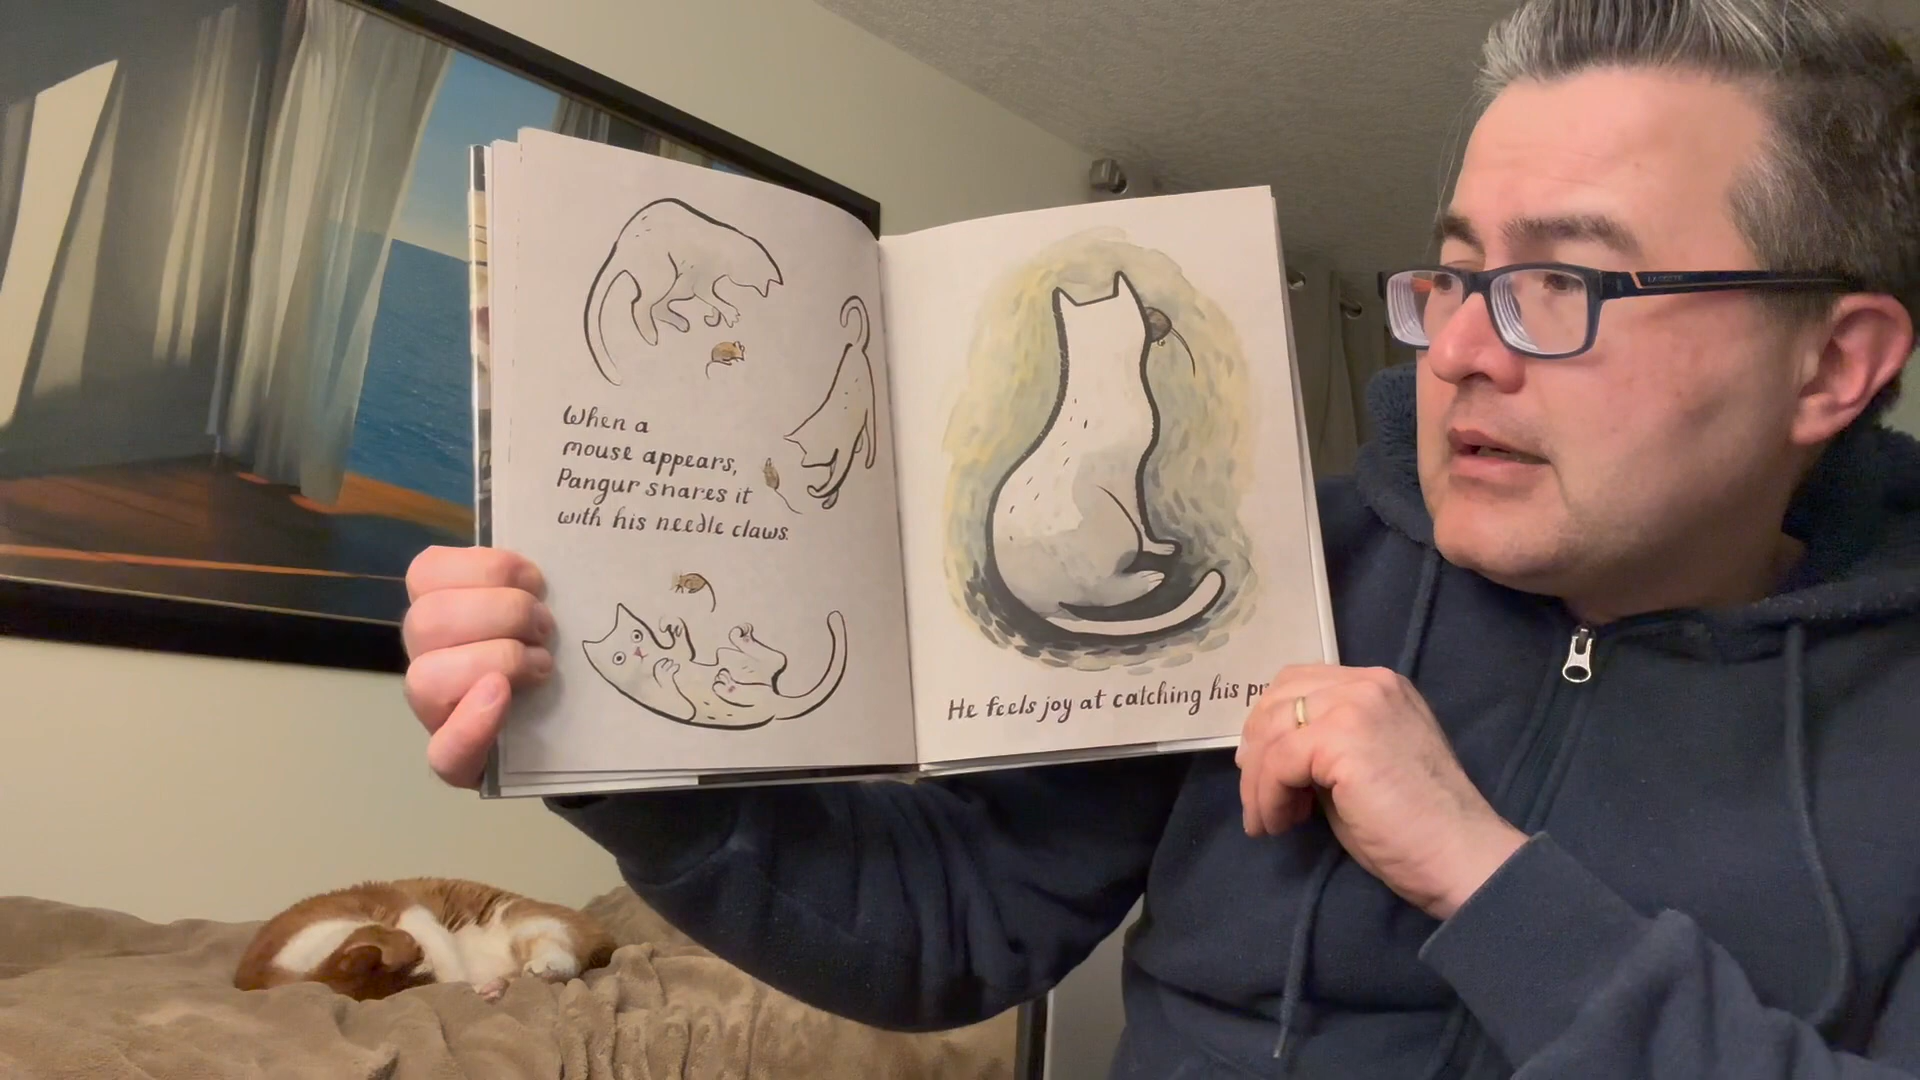 When a
mouse appears,
Pangur snares it
with his needle claws.
He feels joy at catching his